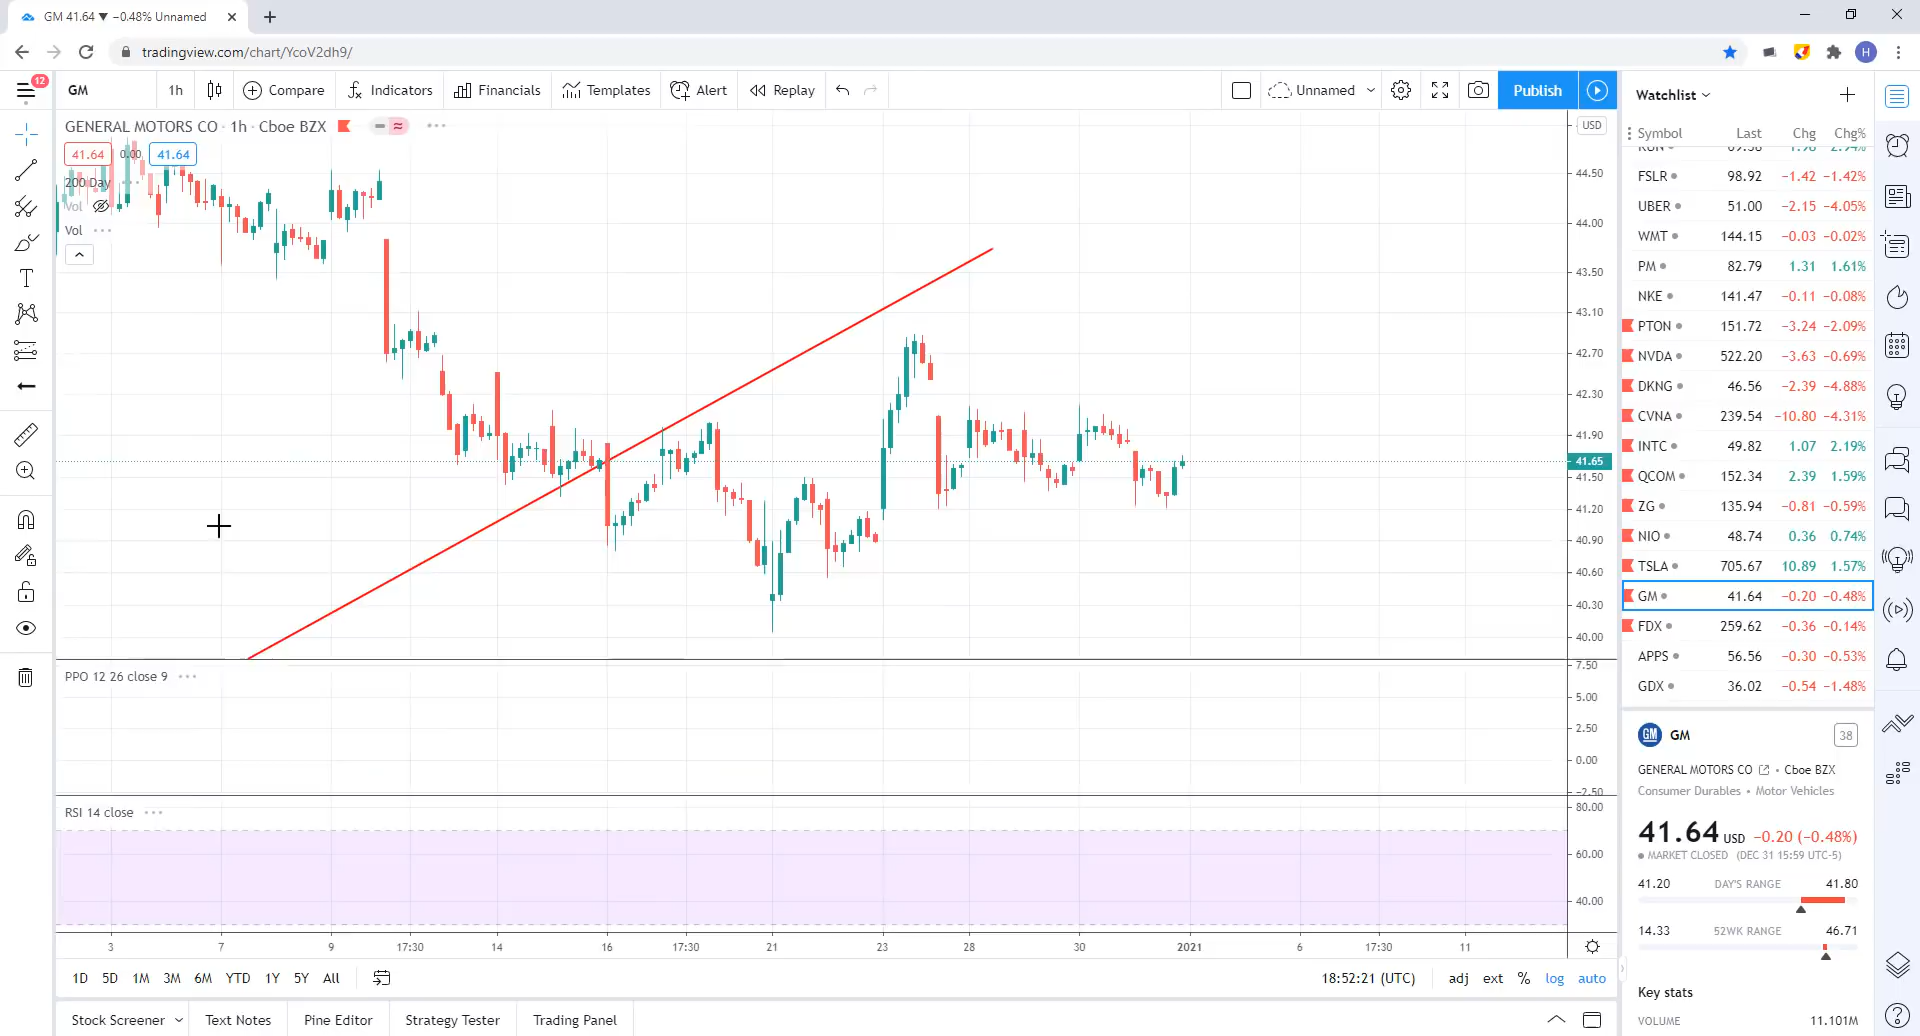 GM 41.64 ▼ −0.48% Unnamed
tradingview.com/chart/YcoV2dh9/
H
12
GM 1h Compare Indicators Financials Templates Alert Replay Unnamed Publish
GENERAL MOTORS CO · 1h · Cboe BZX
41.64 0.00 41.64
200 Day
Vol
Vol
USD
44.50
44.00
43.50
43.10
42.70
42.30
41.90
41.65
41.50
41.20
40.90
40.60
40.30
40.00
PPO 12 26 close 9
7.50
5.00
2.50
0.00
−2.50
RSI 14 close
80.00
60.00
40.00
3 7 9 17:30 14 16 17:30 21 23 28 30 2021 6 17:30 11
1D 5D 1M 3M 6M YTD 1Y 5Y All 18:52:21 (UTC) adj ext % log auto
Stock Screener Text Notes Pine Editor Strategy Tester Trading Panel
Watchlist
Symbol Last Chg Chg%
FSLR 98.92 −1.42 −1.42%
UBER 51.00 −2.15 −4.05%
WMT 144.15 −0.03 −0.02%
PM 82.79 1.31 1.61%
NKE 141.47 −0.11 −0.08%
PTON 151.72 −3.24 −2.09%
NVDA 522.20 −3.63 −0.69%
DKNG 46.56 −2.39 −4.88%
CVNA 239.54 −10.80 −4.31%
INTC 49.82 1.07 2.19%
QCOM 152.34 2.39 1.59%
ZG 135.94 −0.81 −0.59%
NIO 48.74 0.36 0.74%
TSLA 705.67 10.89 1.57%
GM 41.64 −0.20 −0.48%
FDX 259.62 −0.36 −0.14%
APPS 56.56 −0.30 −0.53%
GDX 36.02 −0.54 −1.48%
GM GM 38
GENERAL MOTORS CO • Cboe BZX
Consumer Durables • Motor Vehicles
41.64 USD −0.20 (−0.48%)
MARKET CLOSED (DEC 31 15:59 UTC-5)
41.20 DAY'S RANGE 41.80
14.33 52WK RANGE 46.71
Key stats
VOLUME 11.101M